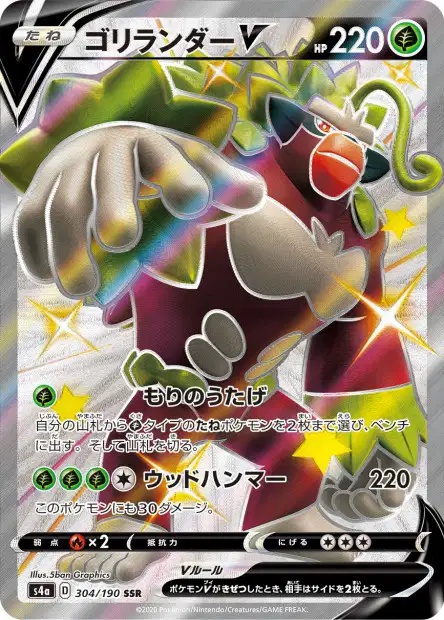 たね ゴリランダーV HP 220
もりのうたげ
自分の山札からタイプのたねポケモンを2枚まで選び、ベンチ
に出す。そして山札を切る。
ウッドハンマー 220
このポケモンにも30ダメージ。
弱点 ×2 抵抗力 にげる
Illus.5ban Graphics
Vルール
s4a D 304/190 SSR
ポケモンVがきぜつしたとき、相手はサイドを2枚とる。
©2020 Pokémon/Nintendo/Creatures/GAME FREAK.